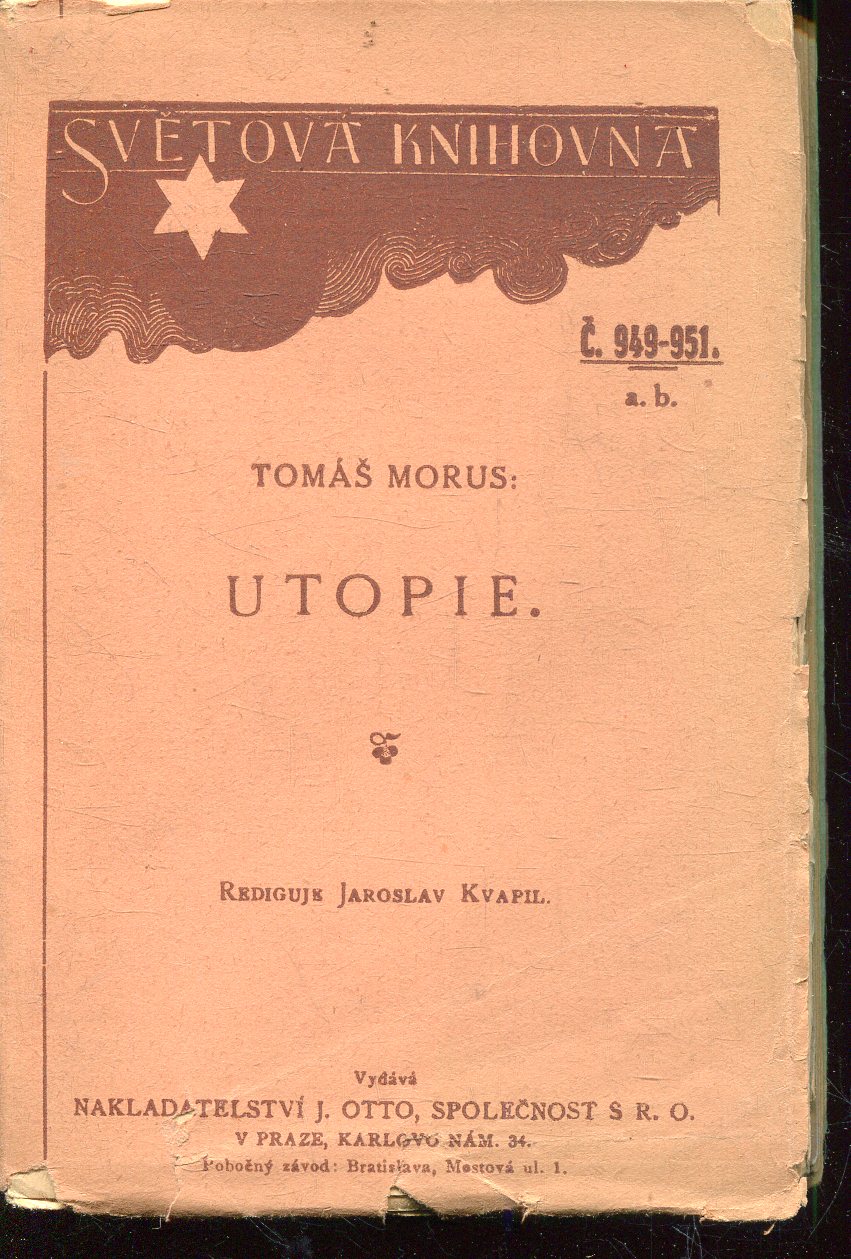 SVĚTOVÁ KNIHOVNA
Č. 949-951.
a. b.
TOMÁŠ MORUS:
UTOPIE.
REDIGUJE JAROSLAV KVAPIL.
Vydává
NAKLADATELSTVÍ J. OTTO, SPOLEČNOST S R. O.
V PRAZE, KARLOVO NÁM. 34.
Pobočný závod: Bratislava, Mostová ul. 1.